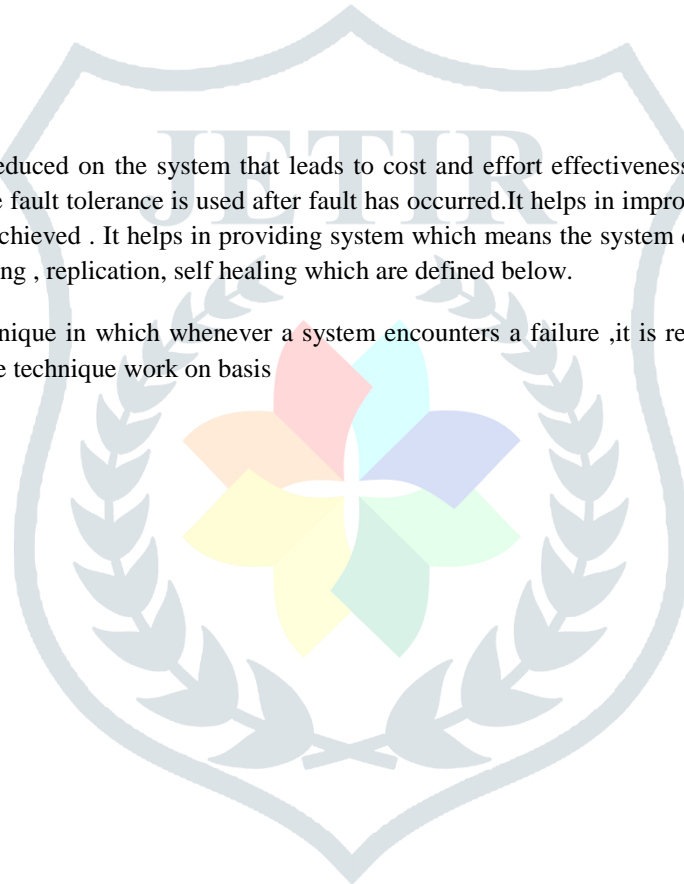 JETIR
educed on the system that leads to cost and effort effectiveness
fault tolerance is used after fault has occurred.It helps in impro
chieved . It helps in providing system which means the system
ing , replication, self healing which are defined below.
nique in which whenever a system encounters a failure ,it is re
e technique work on basis